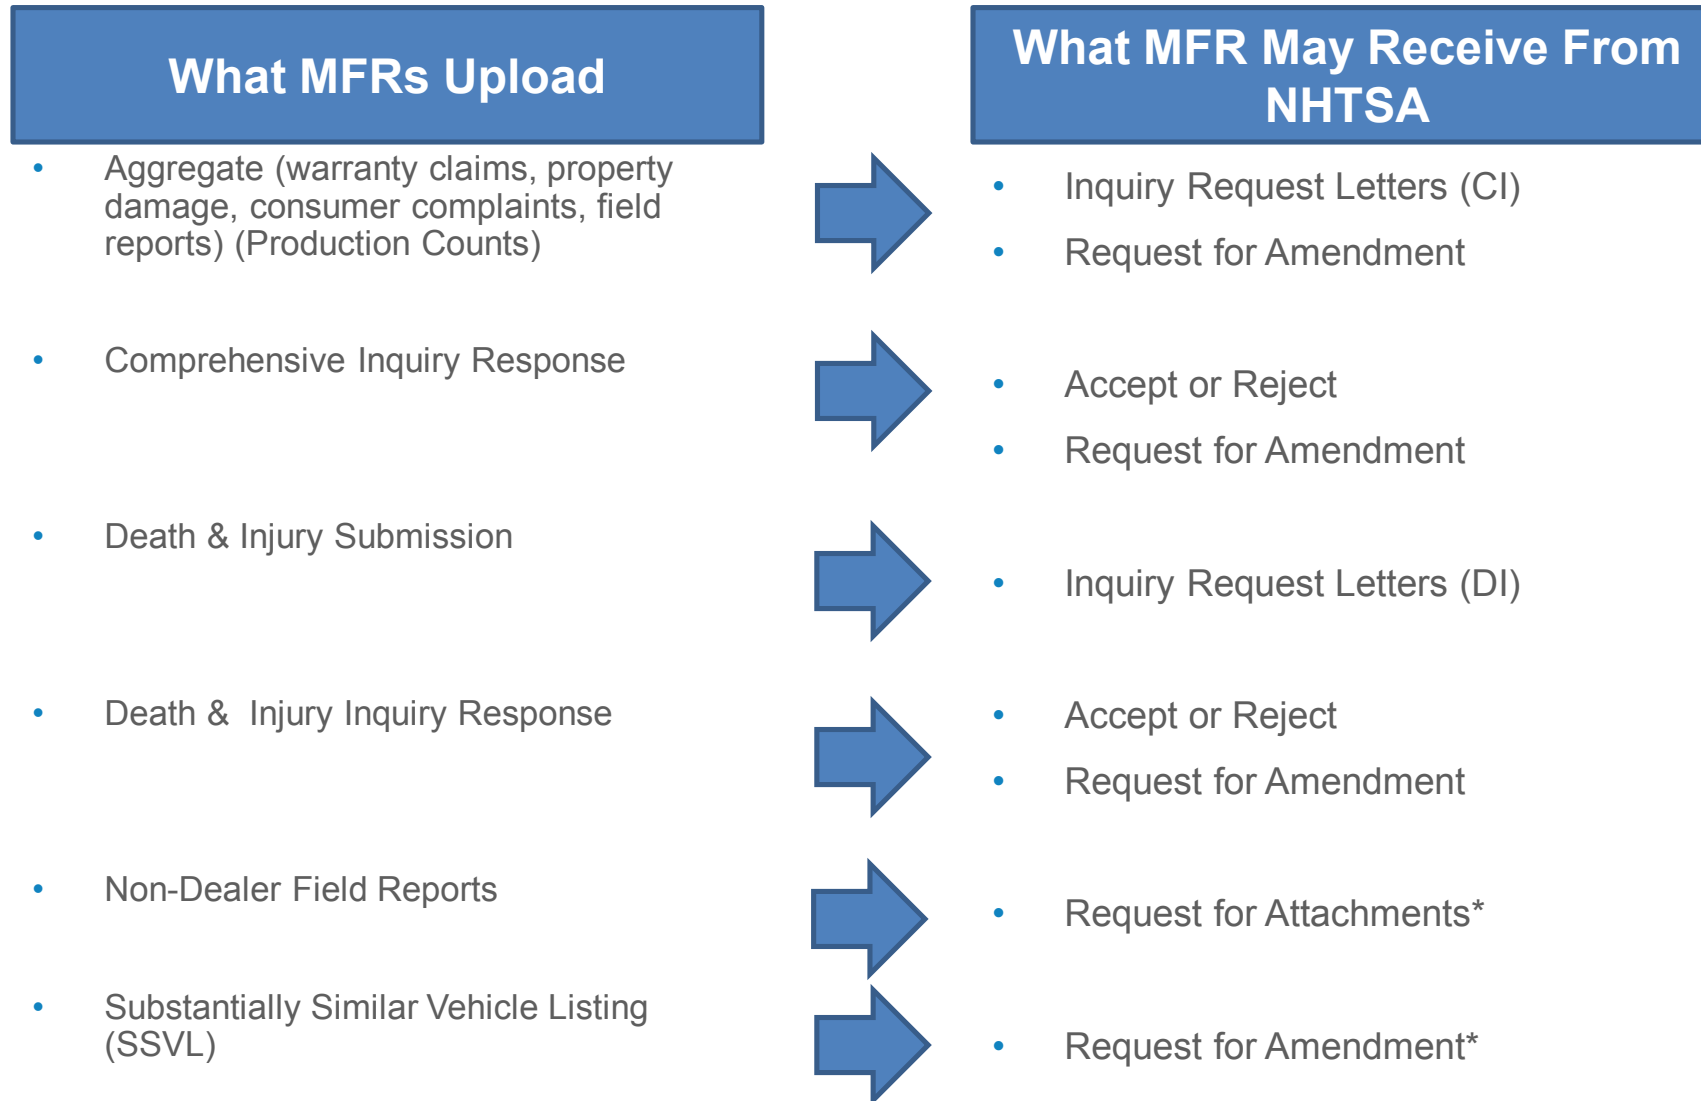 What MFRs Upload
What MFR May Receive From
NHTSA
• Aggregate (warranty claims, property
damage, consumer complaints, field
reports) (Production Counts)
• Inquiry Request Letters (CI)
• Request for Amendment
• Comprehensive Inquiry Response
• Accept or Reject
• Request for Amendment
• Death & Injury Submission
• Inquiry Request Letters (DI)
• Death &  Injury Inquiry Response
• Accept or Reject
• Request for Amendment
• Non-Dealer Field Reports
• Request for Attachments*
• Substantially Similar Vehicle Listing
(SSVL)
• Request for Amendment*